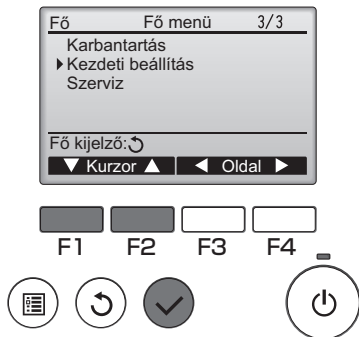 Fő Fő menü 3/3
Karbantartás
Kezdeti beállítás
Szerviz
Fő kijelző:
▼ Kurzor ▲ ◀ Oldal ▶
F1 F2 F3 F4